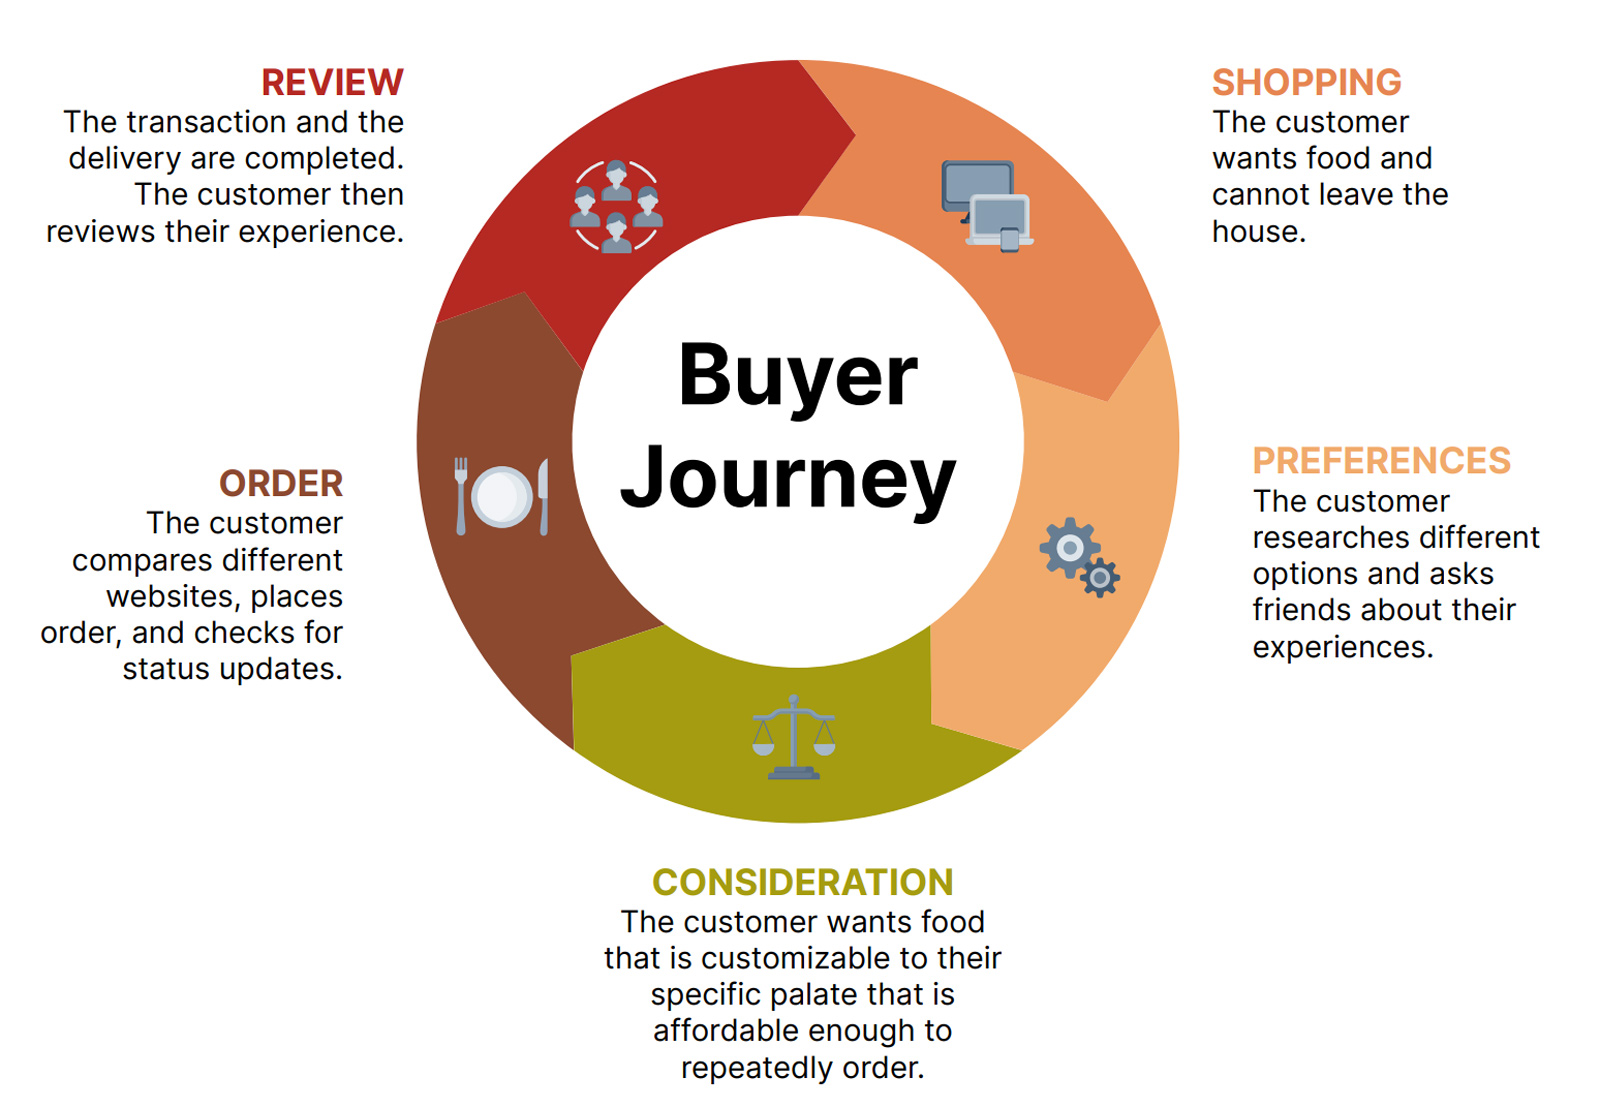 Buyer
Journey
SHOPPING
The customer
wants food and
cannot leave the
house.
PREFERENCES
The customer
researches different
options and asks
friends about their
experiences.
CONSIDERATION
The customer wants food
that is customizable to their
specific palate that is
affordable enough to
repeatedly order.
ORDER
The customer
compares different
websites, places
order, and checks for
status updates.
REVIEW
The transaction and the
delivery are completed.
The customer then
reviews their experience.